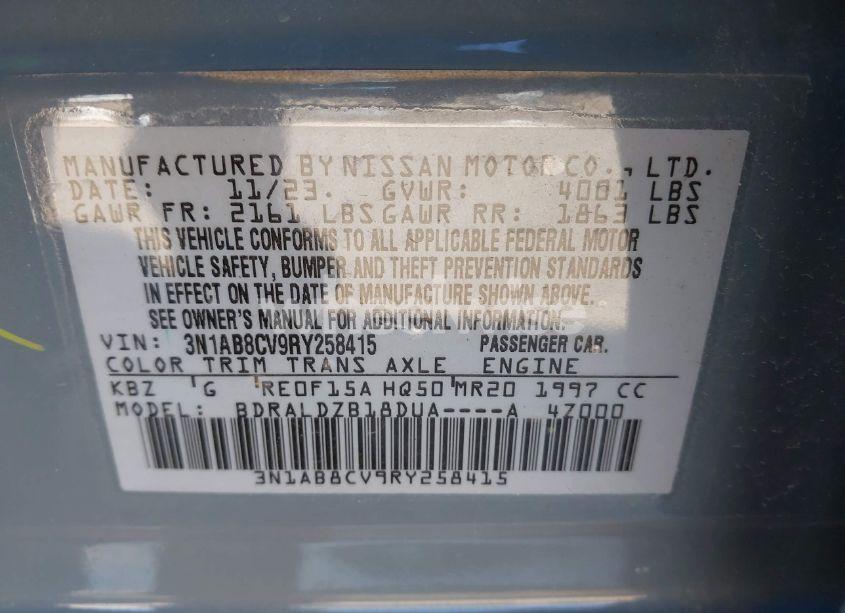 MANUFACTURED BY NISSAN MOTOR CO., LTD.
DATE: 11/23. GVWR: 4001 LBS
GAWR FR: 2161 LBS GAWR RR: 1863 LBS
THIS VEHICLE CONFORMS TO ALL APPLICABLE FEDERAL MOTOR
VEHICLE SAFETY, BUMPER AND THEFT PREVENTION STANDARDS
IN EFFECT ON THE DATE OF MANUFACTURE SHOWN ABOVE.
SEE OWNER'S MANUAL FOR ADDITIONAL INFORMATION.
VIN: 3N1AB8CV9RY258415 PASSENGER CAR.
COLOR TRIM TRANS AXLE ENGINE
KBZ G RE0F15A HQ50 MR20 1997 CC
MODEL: BDRALDZB18DUA----A 4Z000
3N1AB8CV9RY258415